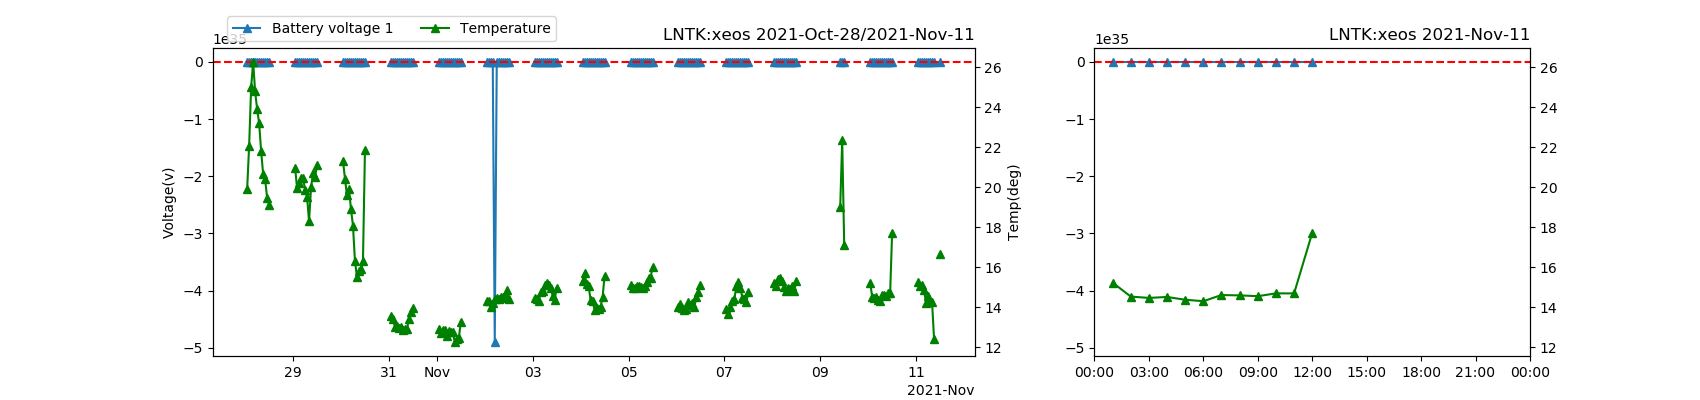 Battery voltage 1 Temperature
LNTK:xeos 2021-Oct-28/2021-Nov-11
LNTK:xeos 2021-Nov-11
1e35
1e35
0
−1
−2
−3
−4
−5
Voltage(v)
26
24
22
20
18
16
14
12
Temp(deg)
29 31 Nov 03 05 07 09 11
2021-Nov
0
−1
−2
−3
−4
−5
26
24
22
20
18
16
14
12
00:00 03:00 06:00 09:00 12:00 15:00 18:00 21:00 00:00